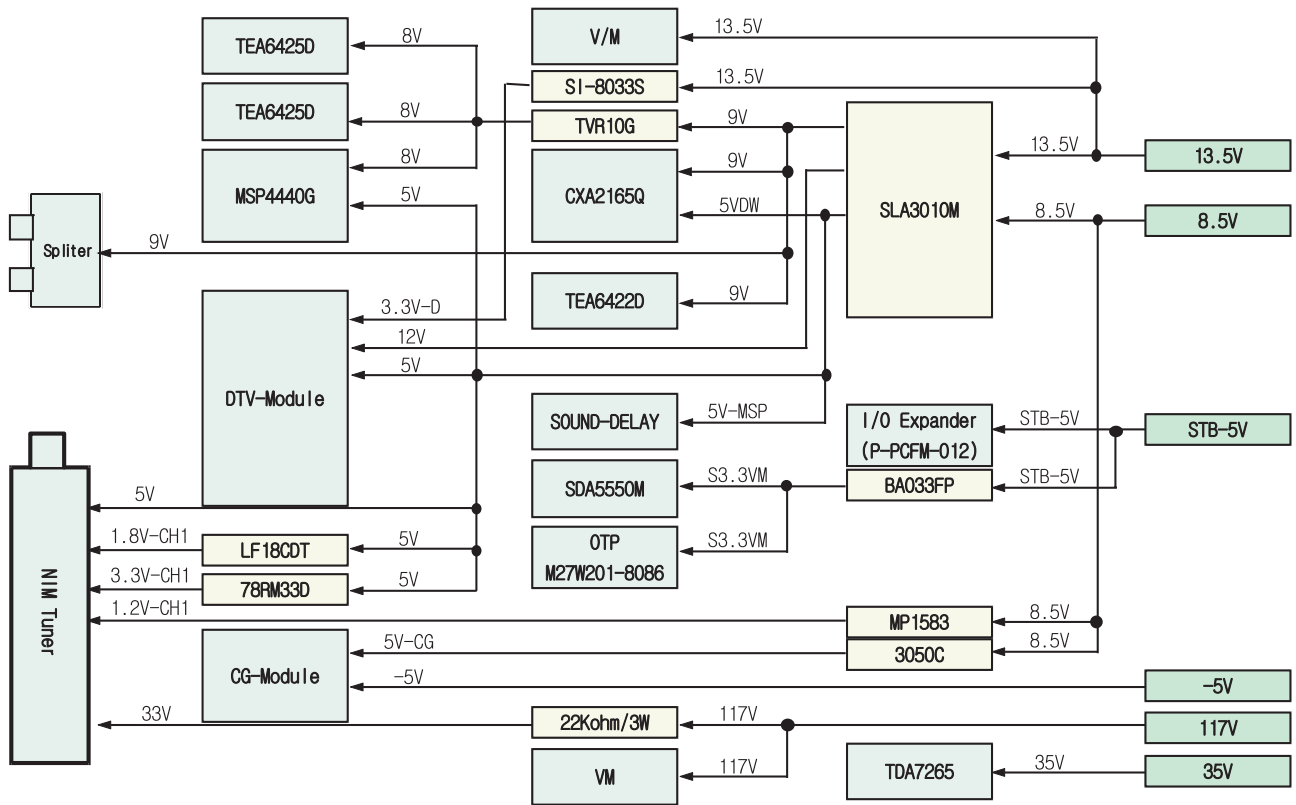 TEA6425D
8V
V/M
13.5V
SI-8033S
13.5V
TEA6425D
8V
TVR10G
9V
13.5V
13.5V
MSP4440G
8V
5V
CXA2165Q
9V
5VDW
SLA3010M
8.5V
8.5V
Spliter
9V
TEA6422D
9V
DTV-Module
3.3V-D
12V
5V
SOUND-DELAY
5V-MSP
I/O Expander
(P-PCFM-012)
STB-5V
STB-5V
SDA5550M
S3.3VM
BA033FP
STB-5V
NIM Tuner
5V
1.8V-CH1
LF18CDT
5V
OTP
M27W201-8086
S3.3VM
3.3V-CH1
78RM33D
5V
1.2V-CH1
MP1583
8.5V
CG-Module
5V-CG
3050C
8.5V
-5V
-5V
33V
22Kohm/3W
117V
117V
VM
117V
TDA7265
35V
35V